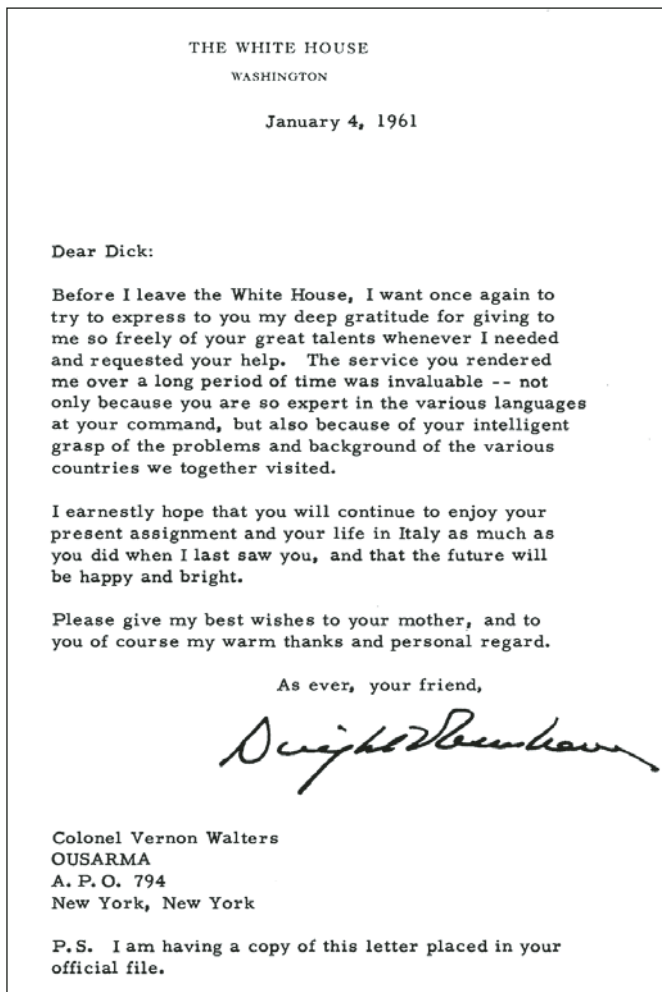 THE WHITE HOUSE
WASHINGTON
January 4, 1961
Dear Dick:
Before I leave the White House, I want once again to
try to express to you my deep gratitude for giving to
me so freely of your great talents whenever I needed
and requested your help. The service you rendered
me over a long period of time was invaluable -- not
only because you are so expert in the various languages
at your command, but also because of your intelligent
grasp of the problems and background of the various
countries we together visited.
I earnestly hope that you will continue to enjoy your
present assignment and your life in Italy as much as
you did when I last saw you, and that the future will
be happy and bright.
Please give my best wishes to your mother, and to
you of course my warm thanks and personal regard.
As ever, your friend,
Dwight D Eisenhower
Colonel Vernon Walters
OUSARMA
A. P. O. 794
New York, New York
P. S. I am having a copy of this letter placed in your
official file.